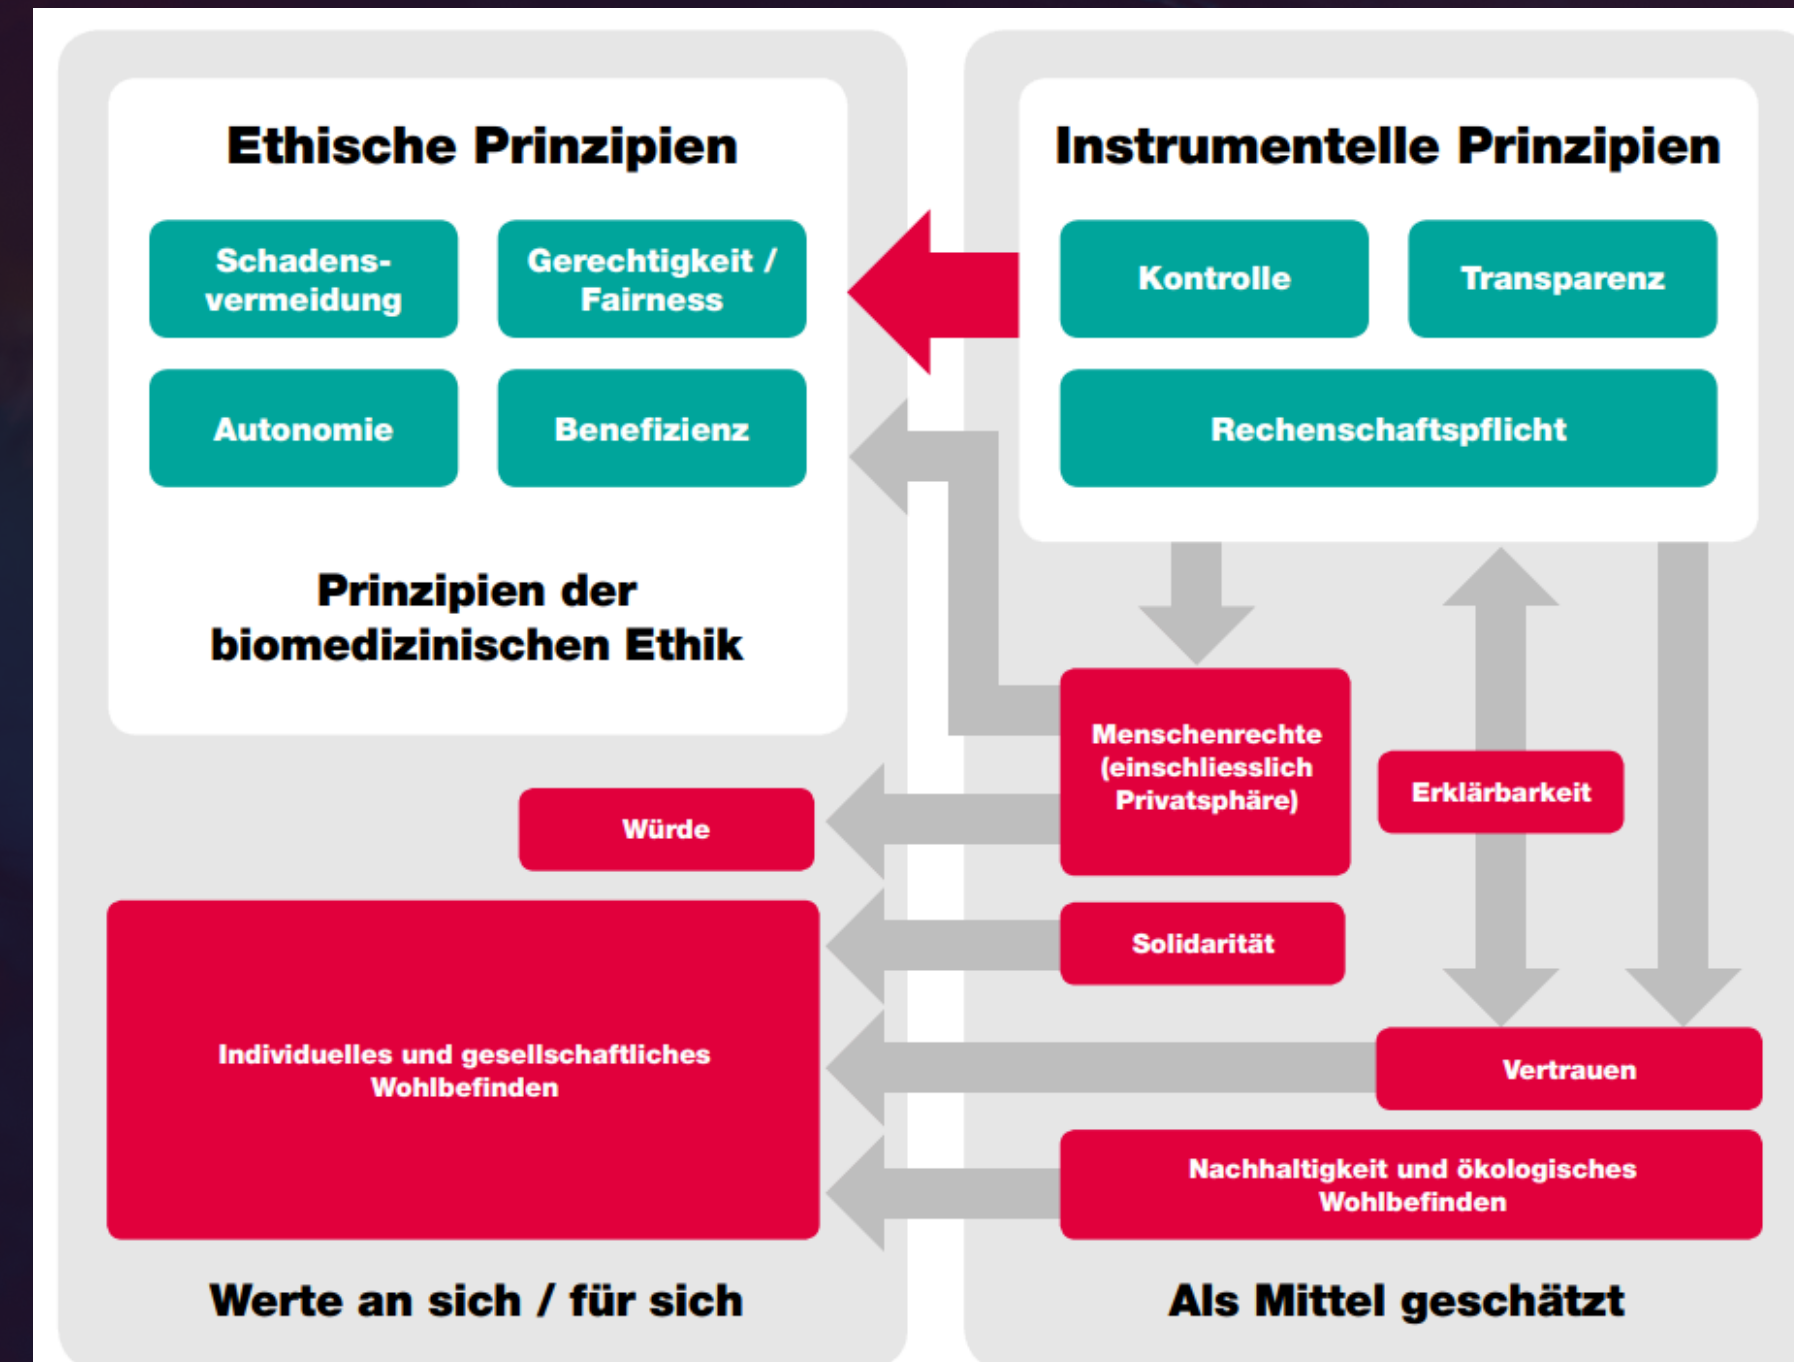 Ethische Prinzipien
Schadens-
vermeidung
Gerechtigkeit /
Fairness
Autonomie
Benefizienz
Prinzipien der
biomedizinischen Ethik
Würde
Individuelles und gesellschaftliches
Wohlbefinden
Werte an sich / für sich
Instrumentelle Prinzipien
Kontrolle
Transparenz
Rechenschaftspflicht
Menschenrechte
(einschliesslich
Privatsphäre)
Erklärbarkeit
Solidarität
Vertrauen
Nachhaltigkeit und ökologisches
Wohlbefinden
Als Mittel geschätzt